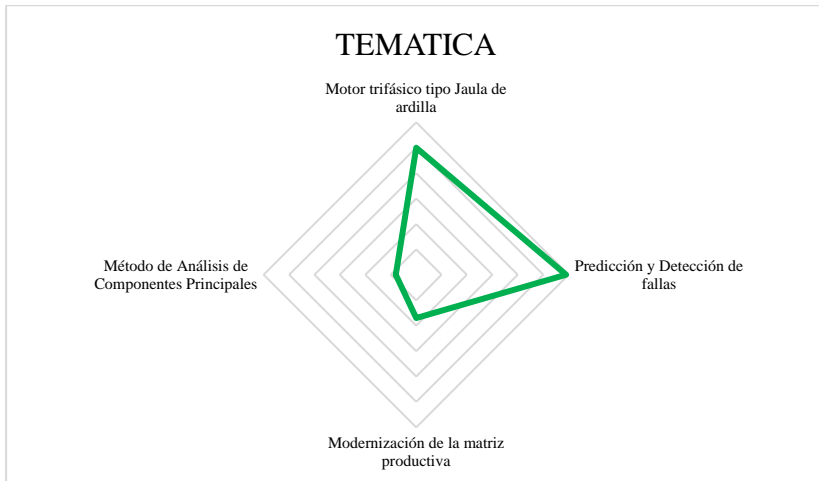 TEMATICA
Motor trifásico tipo Jaula de
ardilla
Método de Análisis de
Componentes Principales
Predicción y Detección de
fallas
Modernización de la matriz
productiva